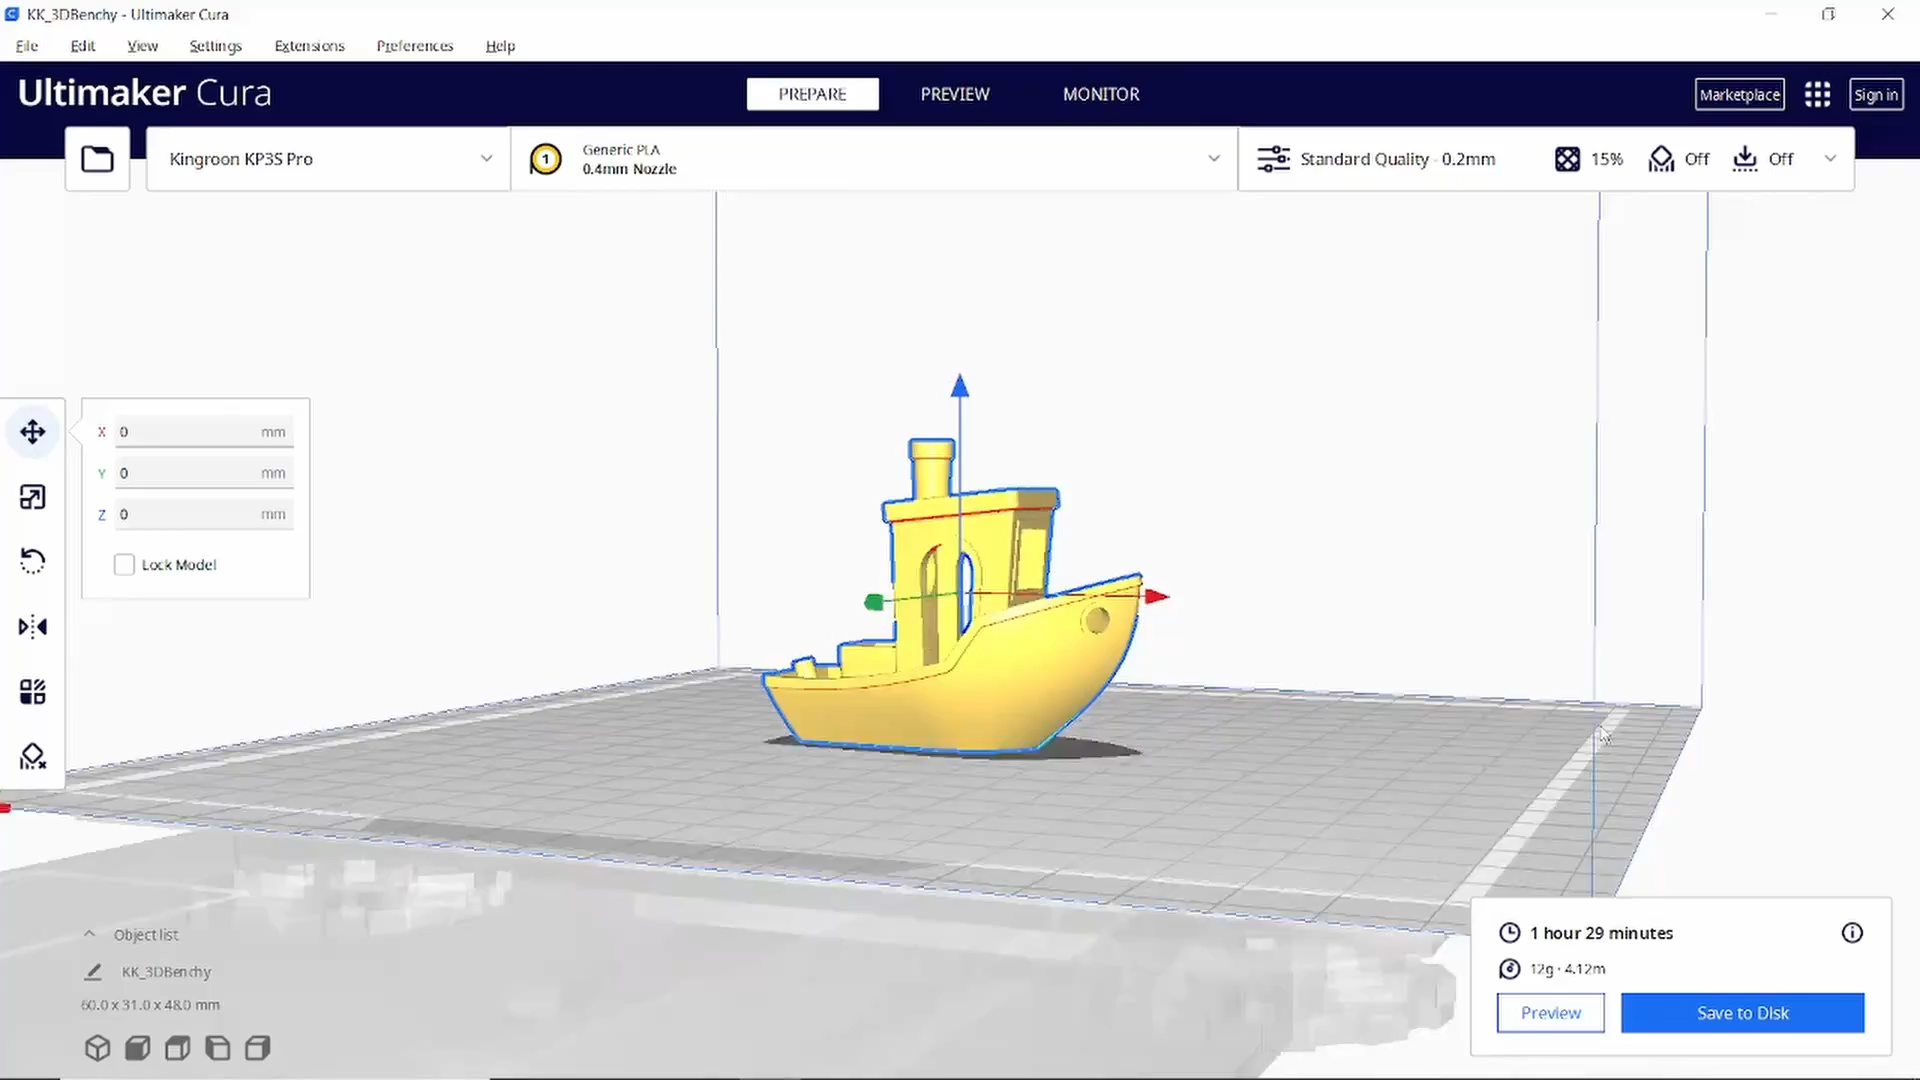 KK_3DBenchy - Ultimaker Cura
File Edit View Settings Extensions Preferences Help
Ultimaker Cura
PREPARE PREVIEW MONITOR
Marketplace Sign in
Kingroon KP3S Pro
1
Generic PLA
0.4mm Nozzle
Standard Quality - 0.2mm 15% Off Off
X 0 mm
Y 0 mm
Z 0 mm
Lock Model
Object list
KK_3DBenchy
60.0 x 31.0 x 48.0 mm
1 hour 29 minutes
12g · 4.12m
Preview Save to Disk